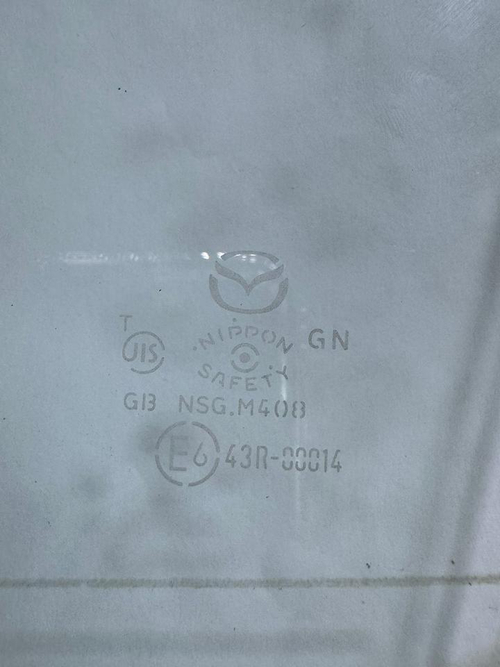 T
JIS
NIPPON
SAFETY
GN
GB NSG.M408
E6 43R-00014